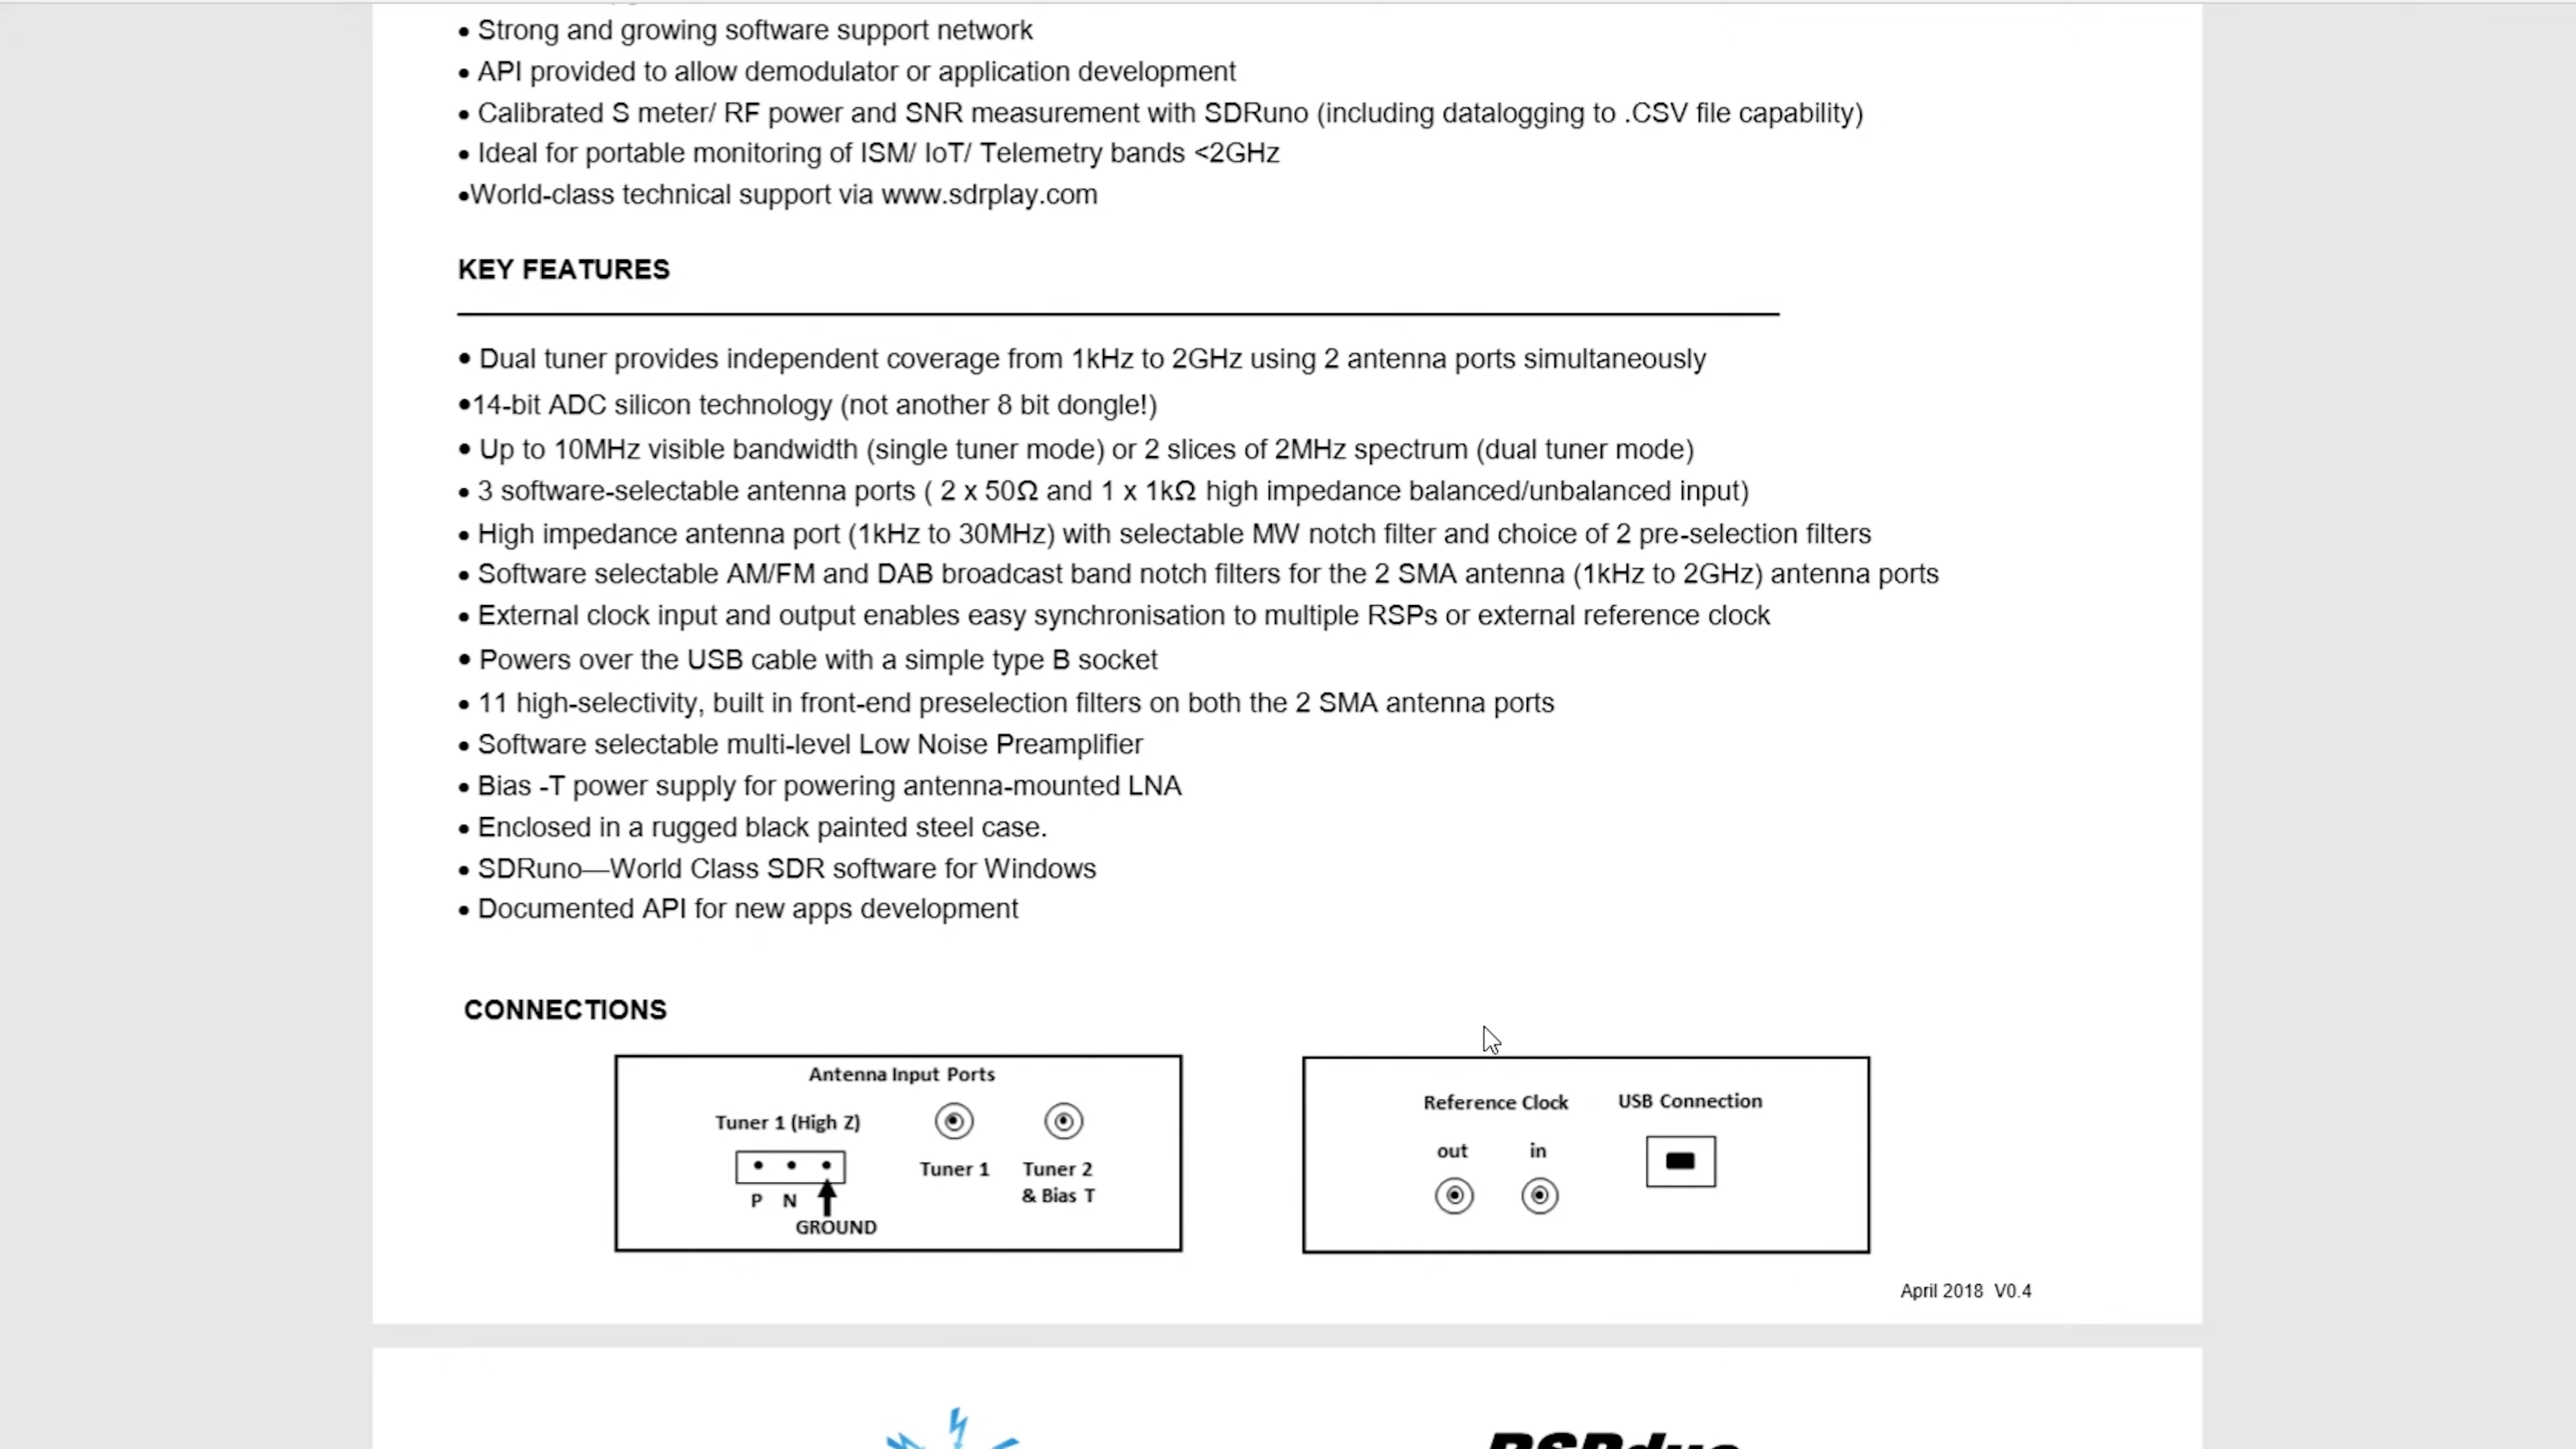 • Strong and growing software support network
• API provided to allow demodulator or application development
• Calibrated S meter/ RF power and SNR measurement with SDRuno (including datalogging to .CSV file capability)
• Ideal for portable monitoring of ISM/ IoT/ Telemetry bands <2GHz
•World-class technical support via www.sdrplay.com
KEY FEATURES
• Dual tuner provides independent coverage from 1kHz to 2GHz using 2 antenna ports simultaneously
•14-bit ADC silicon technology (not another 8 bit dongle!)
• Up to 10MHz visible bandwidth (single tuner mode) or 2 slices of 2MHz spectrum (dual tuner mode)
• 3 software-selectable antenna ports ( 2 x 50Ω and 1 x 1kΩ high impedance balanced/unbalanced input)
• High impedance antenna port (1kHz to 30MHz) with selectable MW notch filter and choice of 2 pre-selection filters
• Software selectable AM/FM and DAB broadcast band notch filters for the 2 SMA antenna (1kHz to 2GHz) antenna ports
• External clock input and output enables easy synchronisation to multiple RSPs or external reference clock
• Powers over the USB cable with a simple type B socket
• 11 high-selectivity, built in front-end preselection filters on both the 2 SMA antenna ports
• Software selectable multi-level Low Noise Preamplifier
• Bias -T power supply for powering antenna-mounted LNA
• Enclosed in a rugged black painted steel case.
• SDRuno—World Class SDR software for Windows
• Documented API for new apps development
CONNECTIONS
Antenna Input Ports
Tuner 1 (High Z)
P N
GROUND
Tuner 1
Tuner 2
& Bias T
Reference Clock
out in
USB Connection
April 2018 V0.4
RSPduo